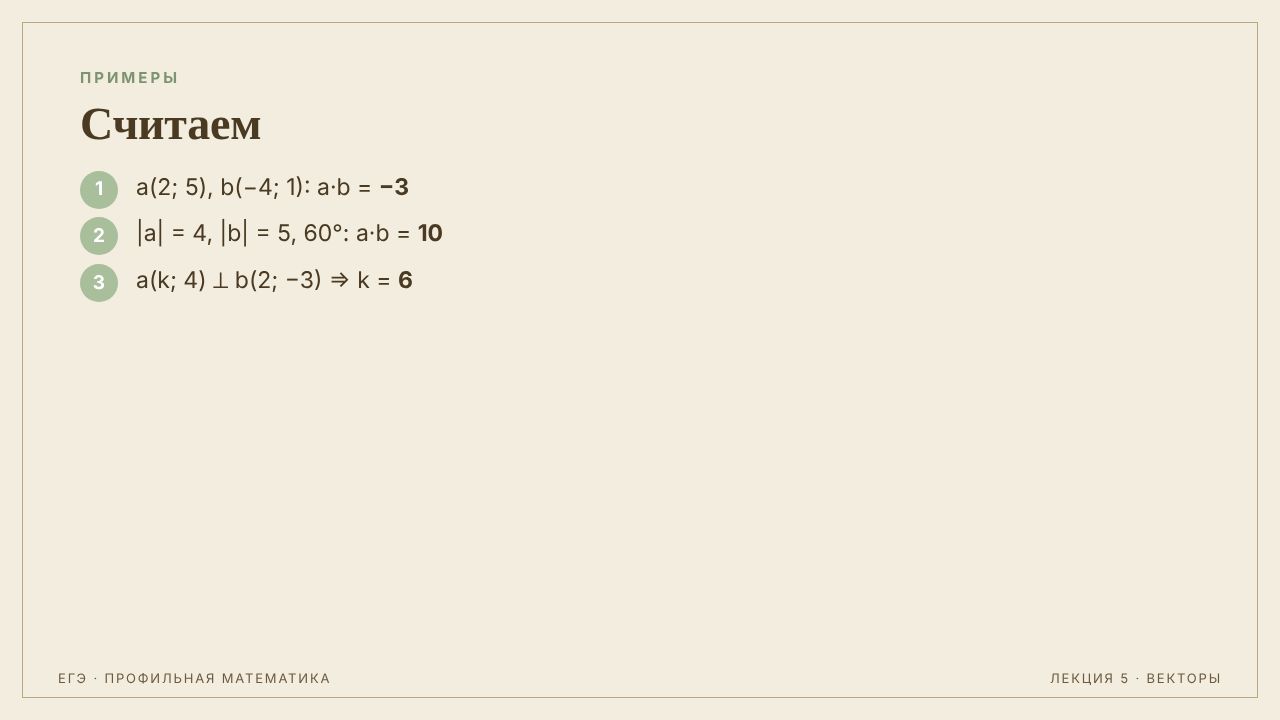 ПРИМЕРЫ
Считаем
1 a(2; 5), b(−4; 1): a·b = −3
2 |a| = 4, |b| = 5, 60°: a·b = 10
3 a(k; 4) ⊥ b(2; −3) ⇒ k = 6
ЕГЭ · ПРОФИЛЬНАЯ МАТЕМАТИКА
ЛЕКЦИЯ 5 · ВЕКТОРЫ